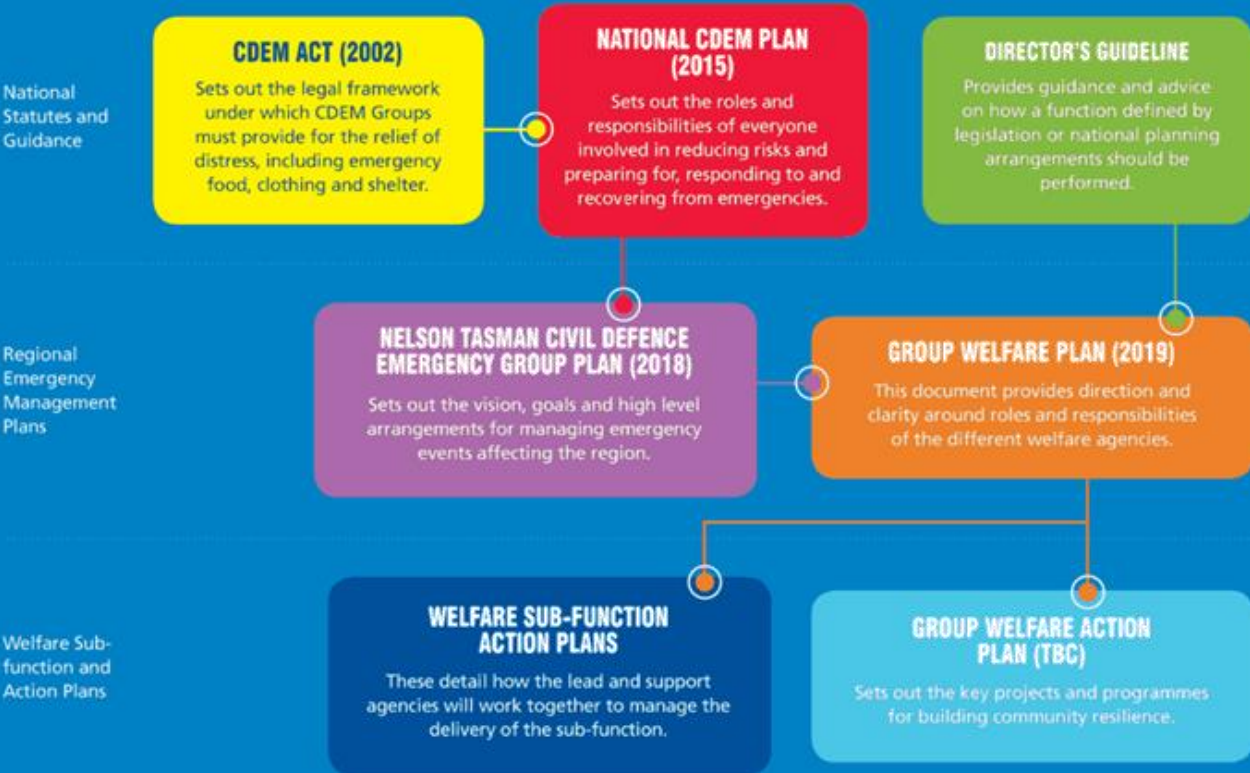 National
Statutes and
Guidance
CDEM ACT (2002)
Sets out the legal framework
under which CDEM Groups
must provide for the relief of
distress, including emergency
food, clothing and shelter.
NATIONAL CDEM PLAN
(2015)
Sets out the roles and
responsibilities of everyone
involved in reducing risks and
preparing for, responding to and
recovering from emergencies.
DIRECTOR'S GUIDELINE
Provides guidance and advice
on how a function defined by
legislation or national planning
arrangements should be
performed.
Regional
Emergency
Management
Plans
NELSON TASMAN CIVIL DEFENCE
EMERGENCY GROUP PLAN (2018)
Sets out the vision, goals and high level
arrangements for managing emergency
events affecting the region.
GROUP WELFARE PLAN (2019)
This document provides direction and
clarity around roles and responsibilities
of the different welfare agencies.
Welfare Sub-
function and
Action Plans
WELFARE SUB-FUNCTION
ACTION PLANS
These detail how the lead and support
agencies will work together to manage the
delivery of the sub-function.
GROUP WELFARE ACTION
PLAN (TBC)
Sets out the key projects and programmes
for building community resilience.